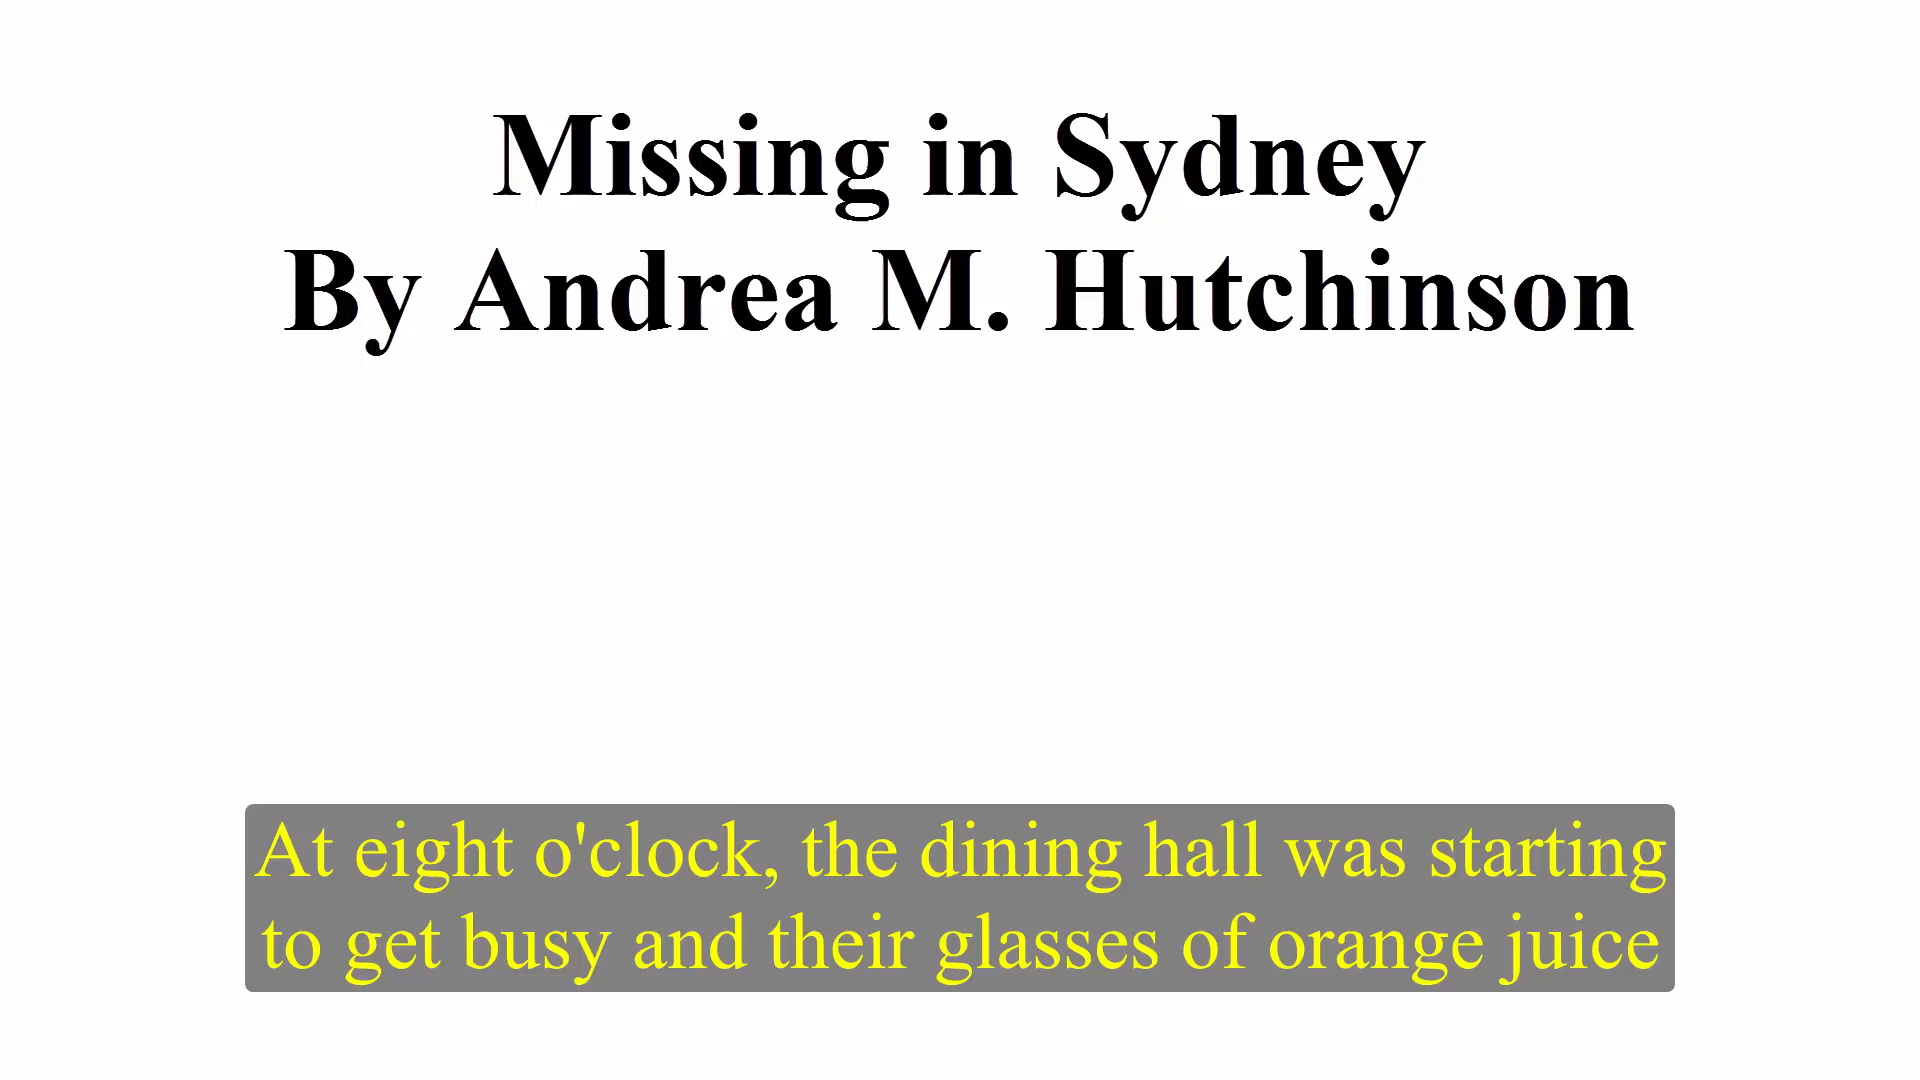 Missing in Sydney
By Andrea M. Hutchinson
At eight o'clock, the dining hall was starting
to get busy and their glasses of orange juice